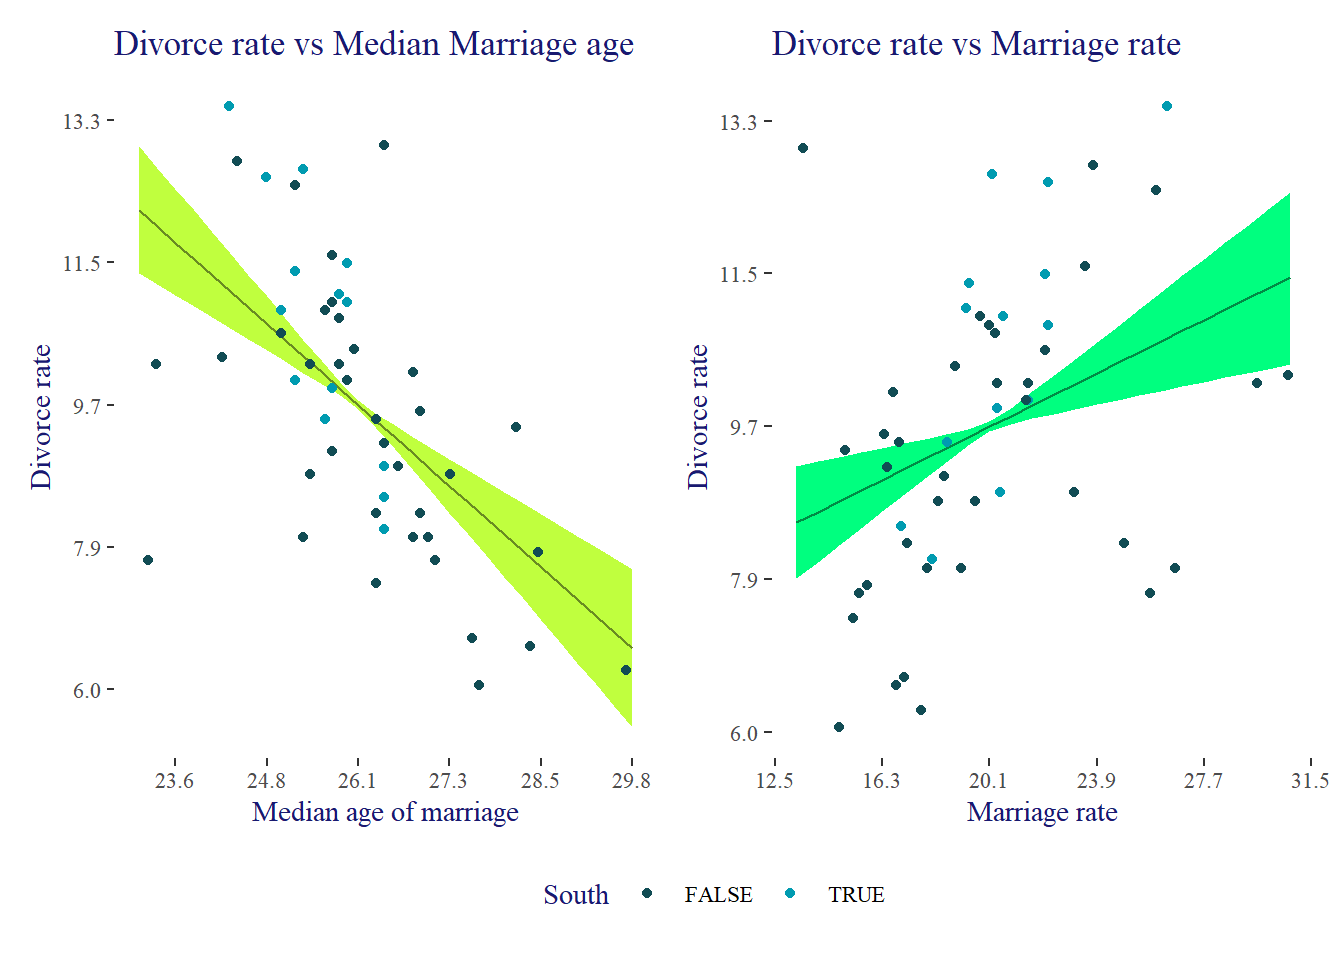 Divorce rate vs Median Marriage age
13.3
11.5
9.7
7.9
6.0
Divorce rate
23.6 24.8 26.1 27.3 28.5 29.8
Median age of marriage
Divorce rate vs Marriage rate
13.3
11.5
9.7
7.9
6.0
Divorce rate
12.5 16.3 20.1 23.9 27.7 31.5
Marriage rate
South FALSE TRUE